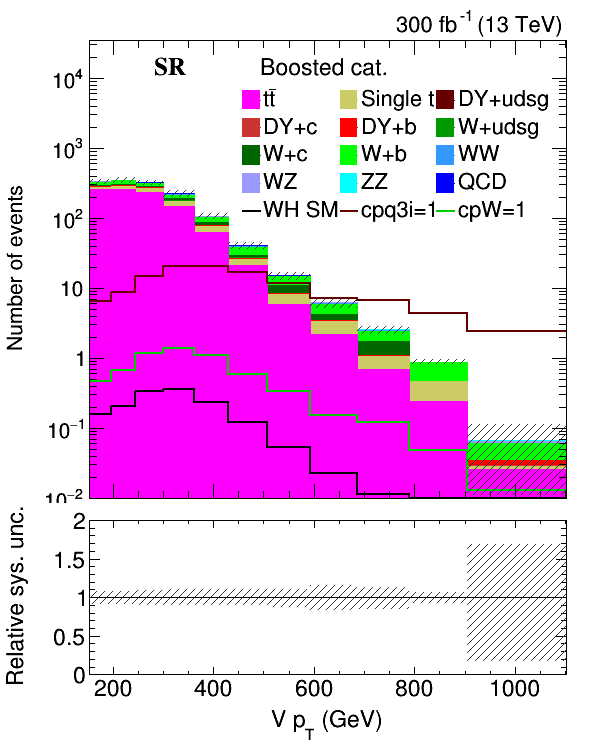 300 fb⁻¹ (13 TeV)
SR Boosted cat.
tt̄ Single t DY+udsg
DY+c DY+b W+udsg
W+c W+b WW
WZ ZZ QCD
WH SM cpq3i=1 cpW=1
Number of events
10⁴
10³
10²
10
1
10⁻¹
10⁻²
Relative sys. unc.
2
1.5
1
0.5
0
200 400 600 800 1000
V p_T (GeV)